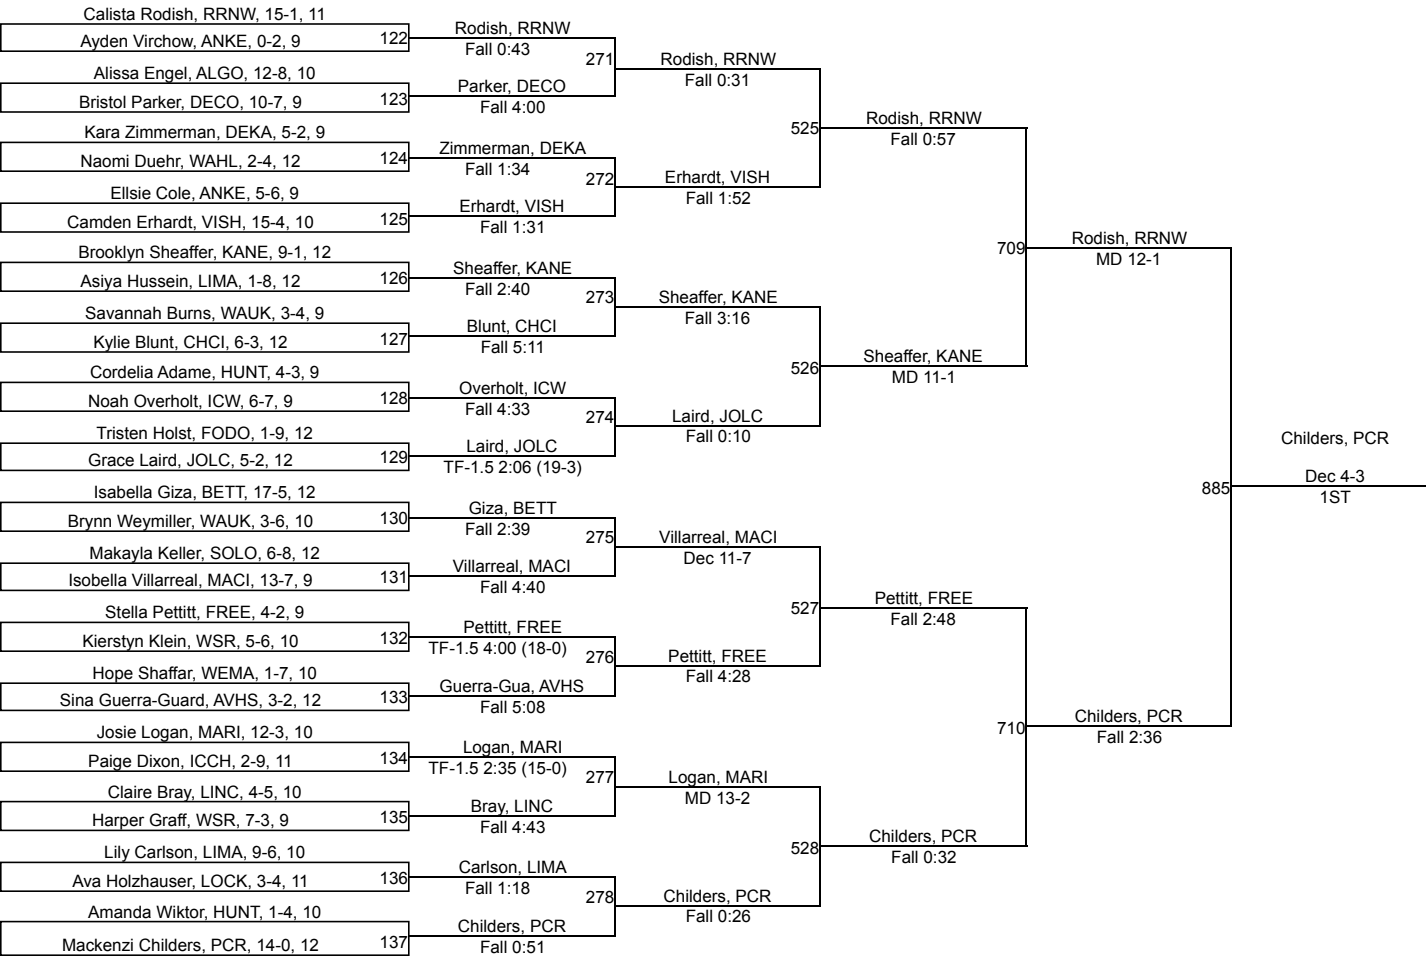 Calista Rodish, RRNW, 15-1, 11
Ayden Virchow, ANKE, 0-2, 9
122
Alissa Engel, ALGO, 12-8, 10
Bristol Parker, DECO, 10-7, 9
123
Kara Zimmerman, DEKA, 5-2, 9
Naomi Duehr, WAHL, 2-4, 12
124
Ellsie Cole, ANKE, 5-6, 9
Camden Erhardt, VISH, 15-4, 10
125
Brooklyn Sheaffer, KANE, 9-1, 12
Asiya Hussein, LIMA, 1-8, 12
126
Savannah Burns, WAUK, 3-4, 9
Kylie Blunt, CHCI, 6-3, 12
127
Cordelia Adame, HUNT, 4-3, 9
Noah Overholt, ICW, 6-7, 9
128
Tristen Holst, FODO, 1-9, 12
Grace Laird, JOLC, 5-2, 12
129
Isabella Giza, BETT, 17-5, 12
Brynn Weymiller, WAUK, 3-6, 10
130
Makayla Keller, SOLO, 6-8, 12
Isobella Villarreal, MACI, 13-7, 9
131
Stella Pettitt, FREE, 4-2, 9
Kierstyn Klein, WSR, 5-6, 10
132
Hope Shaffar, WEMA, 1-7, 10
Sina Guerra-Guard, AVHS, 3-2, 12
133
Josie Logan, MARI, 12-3, 10
Paige Dixon, ICCH, 2-9, 11
134
Claire Bray, LINC, 4-5, 10
Harper Graff, WSR, 7-3, 9
135
Lily Carlson, LIMA, 9-6, 10
Ava Holzhauser, LOCK, 3-4, 11
136
Amanda Wiktor, HUNT, 1-4, 10
Mackenzi Childers, PCR, 14-0, 12
137
Rodish, RRNW
Fall 0:43
271
Parker, DECO
Fall 4:00
Zimmerman, DEKA
Fall 1:34
272
Erhardt, VISH
Fall 1:31
Sheaffer, KANE
Fall 2:40
273
Blunt, CHCI
Fall 5:11
Overholt, ICW
Fall 4:33
274
Laird, JOLC
TF-1.5 2:06 (19-3)
Giza, BETT
Fall 2:39
275
Villarreal, MACI
Fall 4:40
Pettitt, FREE
TF-1.5 4:00 (18-0)
276
Guerra-Gua, AVHS
Fall 5:08
Logan, MARI
TF-1.5 2:35 (15-0)
277
Bray, LINC
Fall 4:43
Carlson, LIMA
Fall 1:18
278
Childers, PCR
Fall 0:51
Rodish, RRNW
Fall 0:31
525
Erhardt, VISH
Fall 1:52
Sheaffer, KANE
Fall 3:16
526
Laird, JOLC
Fall 0:10
Villarreal, MACI
Dec 11-7
527
Pettitt, FREE
Fall 4:28
Logan, MARI
MD 13-2
528
Childers, PCR
Fall 0:26
Rodish, RRNW
Fall 0:57
709
Sheaffer, KANE
MD 11-1
Pettitt, FREE
Fall 2:48
710
Childers, PCR
Fall 0:32
Rodish, RRNW
MD 12-1
885
Childers, PCR
Fall 2:36
Childers, PCR
Dec 4-3
1ST